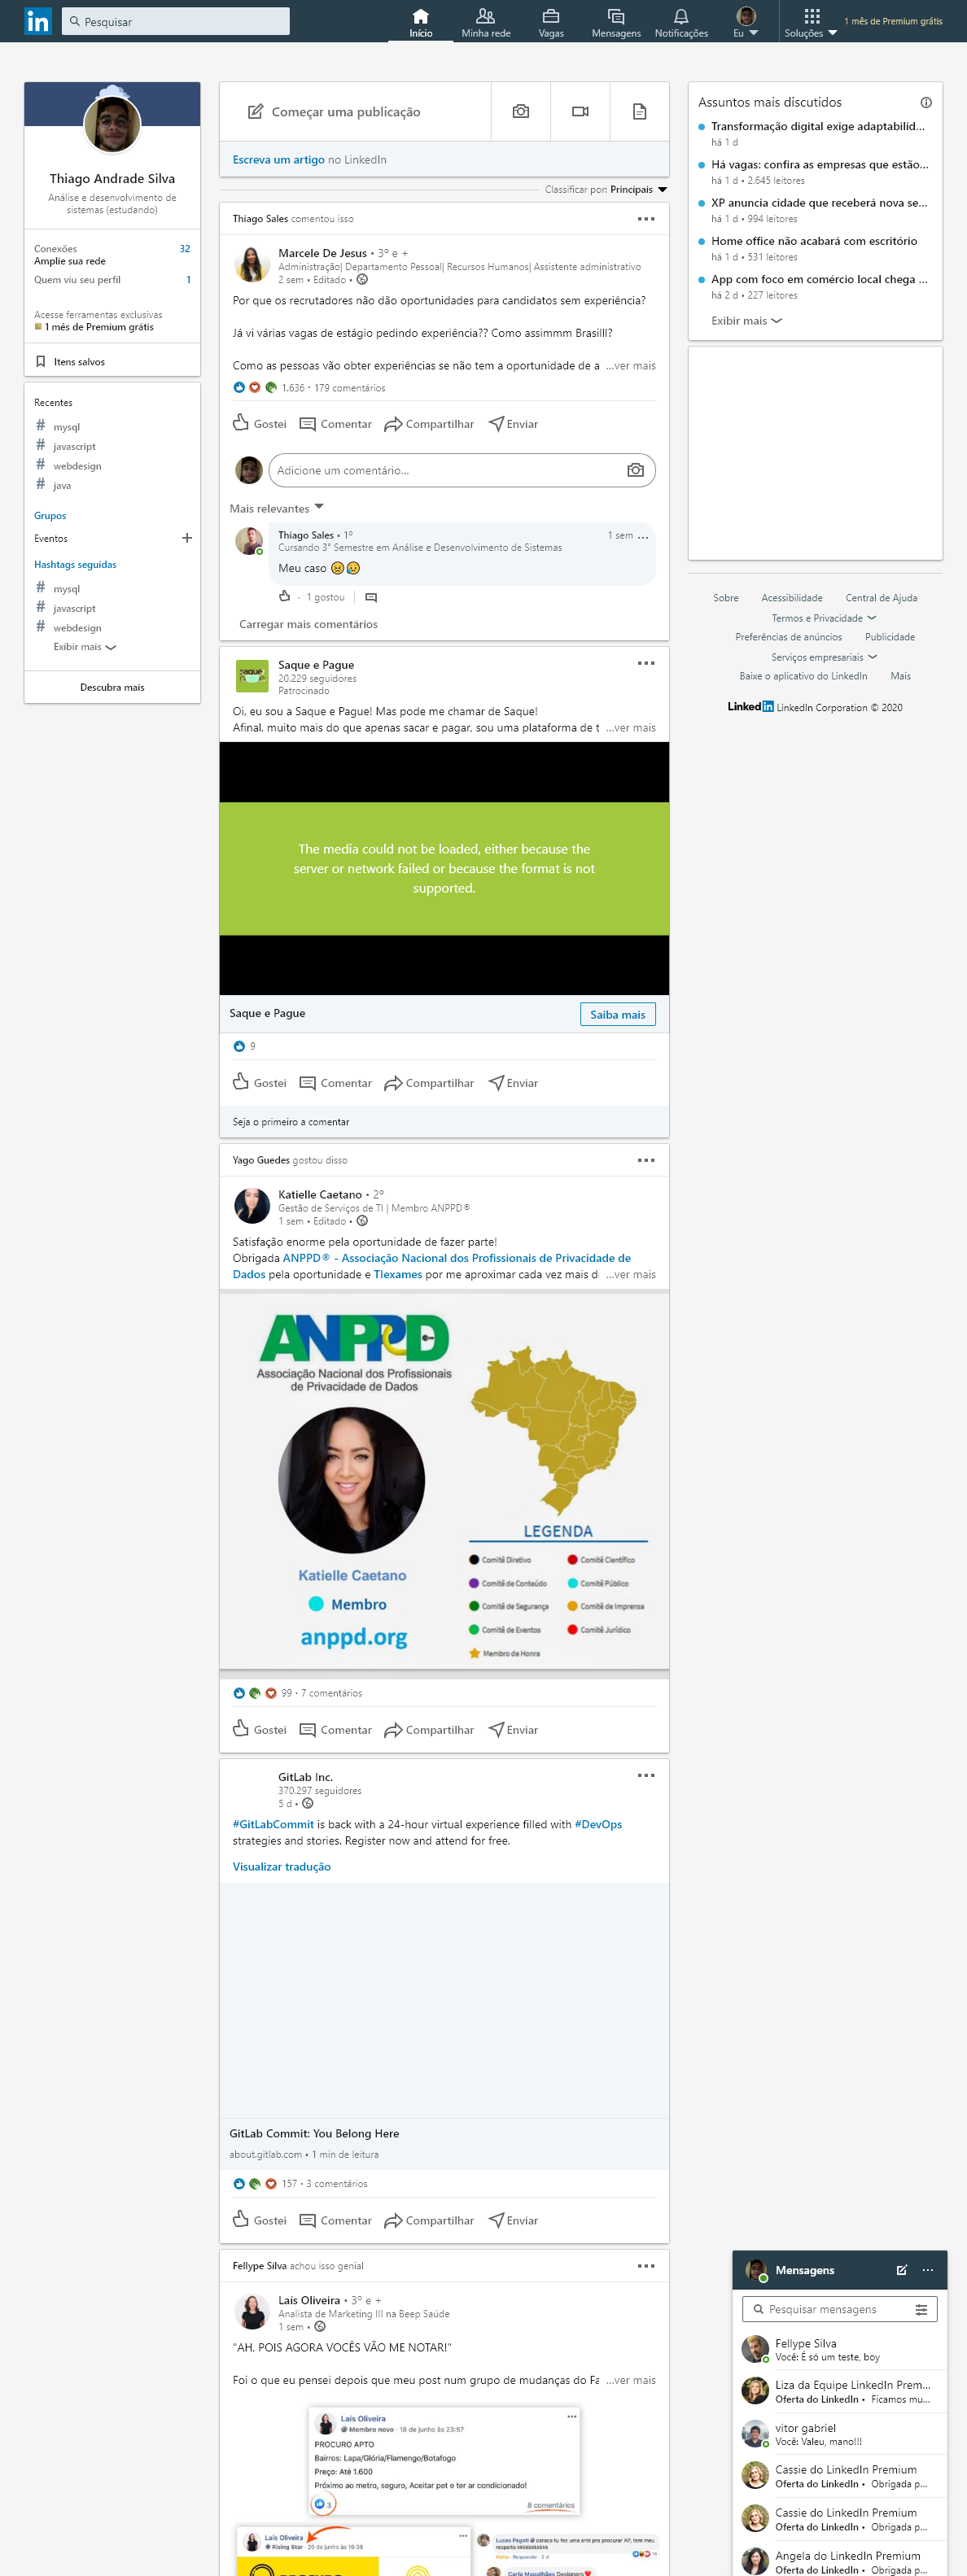 in
Pesquisar
Início
Minha rede
Vagas
Mensagens
Notificações
Eu
Soluções
1 mês de Premium grátis
Thiago Andrade Silva
Análise e desenvolvimento de
sistemas (estudando)
Conexões 32
Amplie sua rede
Quem viu seu perfil 1
Acesse ferramentas exclusivas
1 mês de Premium grátis
Itens salvos
Recentes
# mysql
# javascript
# webdesign
# java
Grupos
Eventos +
Hashtags seguidas
# mysql
# javascript
# webdesign
Exibir mais
Descubra mais
Começar uma publicação
Escreva um artigo no LinkedIn
Classificar por: Principais
Thiago Sales comentou isso
Marcele De Jesus • 3º e +
Administração| Departamento Pessoal| Recursos Humanos| Assistente administrativo
2 sem • Editado •
Por que os recrutadores não dão oportunidades para candidatos sem experiência?
Já vi várias vagas de estágio pedindo experiência?? Como assimmm Brasilll?
Como as pessoas vão obter experiências se não tem a oportunidade de a ...ver mais
1.636 • 179 comentários
Gostei Comentar Compartilhar Enviar
Adicione um comentário...
Mais relevantes
Thiago Sales • 1º 1 sem ...
Cursando 3° Semestre em Análise e Desenvolvimento de Sistemas
Meu caso 😣😥
· 1 gostou
Carregar mais comentários
saque
Saque e Pague
20.229 seguidores
Patrocinado
Oi, eu sou a Saque e Pague! Mas pode me chamar de Saque!
Afinal, muito mais do que apenas sacar e pagar, sou uma plataforma de t ...ver mais
The media could not be loaded, either because the
server or network failed or because the format is not
supported.
Saque e Pague
Saiba mais
9
Gostei Comentar Compartilhar Enviar
Seja o primeiro a comentar
Yago Guedes gostou disso
Katielle Caetano • 2º
Gestão de Serviços de TI | Membro ANPPD®
1 sem • Editado •
Satisfação enorme pela oportunidade de fazer parte!
Obrigada ANPPD® - Associação Nacional dos Profissionais de Privacidade de
Dados pela oportunidade e TIexames por me aproximar cada vez mais d ...ver mais
ANPPD
Associação Nacional dos Profissionais
de Privacidade de Dados
Katielle Caetano
Membro
anppd.org
LEGENDA
Comitê Diretivo Comitê Científico
Comitê de Conteúdo Comitê Público
Comitê de Segurança Comitê de Imprensa
Comitê de Eventos Comitê Jurídico
Membro de Honra
99 • 7 comentários
Gostei Comentar Compartilhar Enviar
GitLab Inc.
370.297 seguidores
5 d •
#GitLabCommit is back with a 24-hour virtual experience filled with #DevOps
strategies and stories. Register now and attend for free.
Visualizar tradução
GitLab Commit: You Belong Here
about.gitlab.com • 1 min de leitura
157 • 3 comentários
Gostei Comentar Compartilhar Enviar
Fellype Silva achou isso genial
Laís Oliveira • 3º e +
Analista de Marketing III na Beep Saúde
1 sem •
"AH, POIS AGORA VOCÊS VÃO ME NOTAR!"
Foi o que eu pensei depois que meu post num grupo de mudanças do Fa ...ver mais
Laís Oliveira
Membro novo · 18 de junho às 23:57
PROCURO APTO
Bairros: Lapa/Glória/Flamengo/Botafogo
Preço: Até 1.600
Próximo ao metro, seguro, Aceitar pet e ter ar condicionado!
3 8 comentários
Laís Oliveira
Rising Star · 20 de junho às 16:38
Lucas Pegoti caraca tu fez uma arte pra procurar AP, tem meu
respeito kkkkkkkkkkk
Carla Magalhães Designers
Assuntos mais discutidos
Transformação digital exige adaptabilid...
há 1 d
Há vagas: confira as empresas que estão...
há 1 d • 2.645 leitores
XP anuncia cidade que receberá nova se...
há 1 d • 994 leitores
Home office não acabará com escritório
há 1 d • 531 leitores
App com foco em comércio local chega ...
há 2 d • 227 leitores
Exibir mais
Sobre Acessibilidade Central de Ajuda
Termos e Privacidade
Preferências de anúncios Publicidade
Serviços empresariais
Baixe o aplicativo do LinkedIn Mais
LinkedIn LinkedIn Corporation © 2020
Mensagens
Pesquisar mensagens
Fellype Silva
Você: É só um teste, boy
Liza da Equipe LinkedIn Prem...
Oferta do LinkedIn • Ficamos mu...
vitor gabriel
Você: Valeu, mano!!!
Cassie do LinkedIn Premium
Oferta do LinkedIn • Obrigada p...
Cassie do LinkedIn Premium
Oferta do LinkedIn • Obrigada p...
Angela do LinkedIn Premium
Oferta do LinkedIn • Obrigada p...